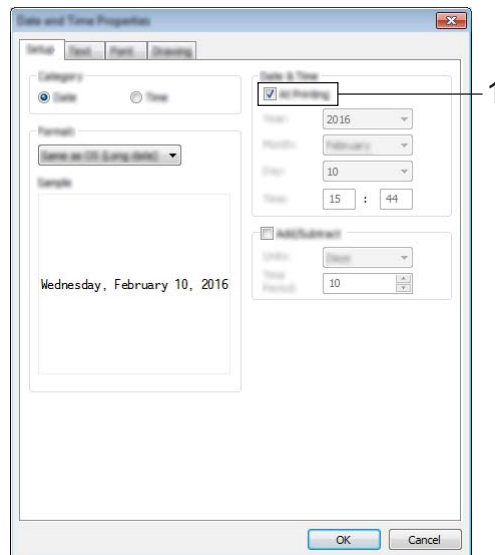 Date and Time Properties
Setup Text Font Drawing
Category
Date Time
Format:
Same as OS (Long date)
Sample
Wednesday, February 10, 2016
Date & Time
At Printing
1
Year: 2016
Month: February
Days: 10
Time: 15 : 44
Add/Subtract
Units: Days
Time Period: 10
OK Cancel